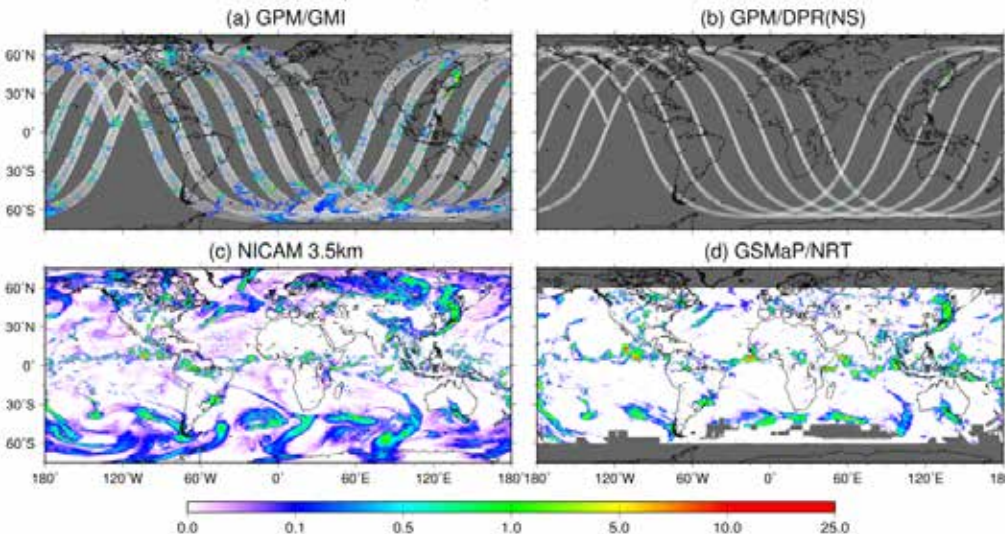 (a) GPM/GMI
(b) GPM/DPR(NS)
60˚N
30˚N
0˚
30˚S
60˚S
(c) NICAM 3.5km
(d) GSMaP/NRT
60˚N
30˚N
0˚
30˚S
60˚S
180˚ 120˚W 60˚W 0˚ 60˚E 120˚E 180˚ 120˚W 60˚W 0˚ 60˚E 120˚E
0.0 0.1 0.5 1.0 5.0 10.0 25.0